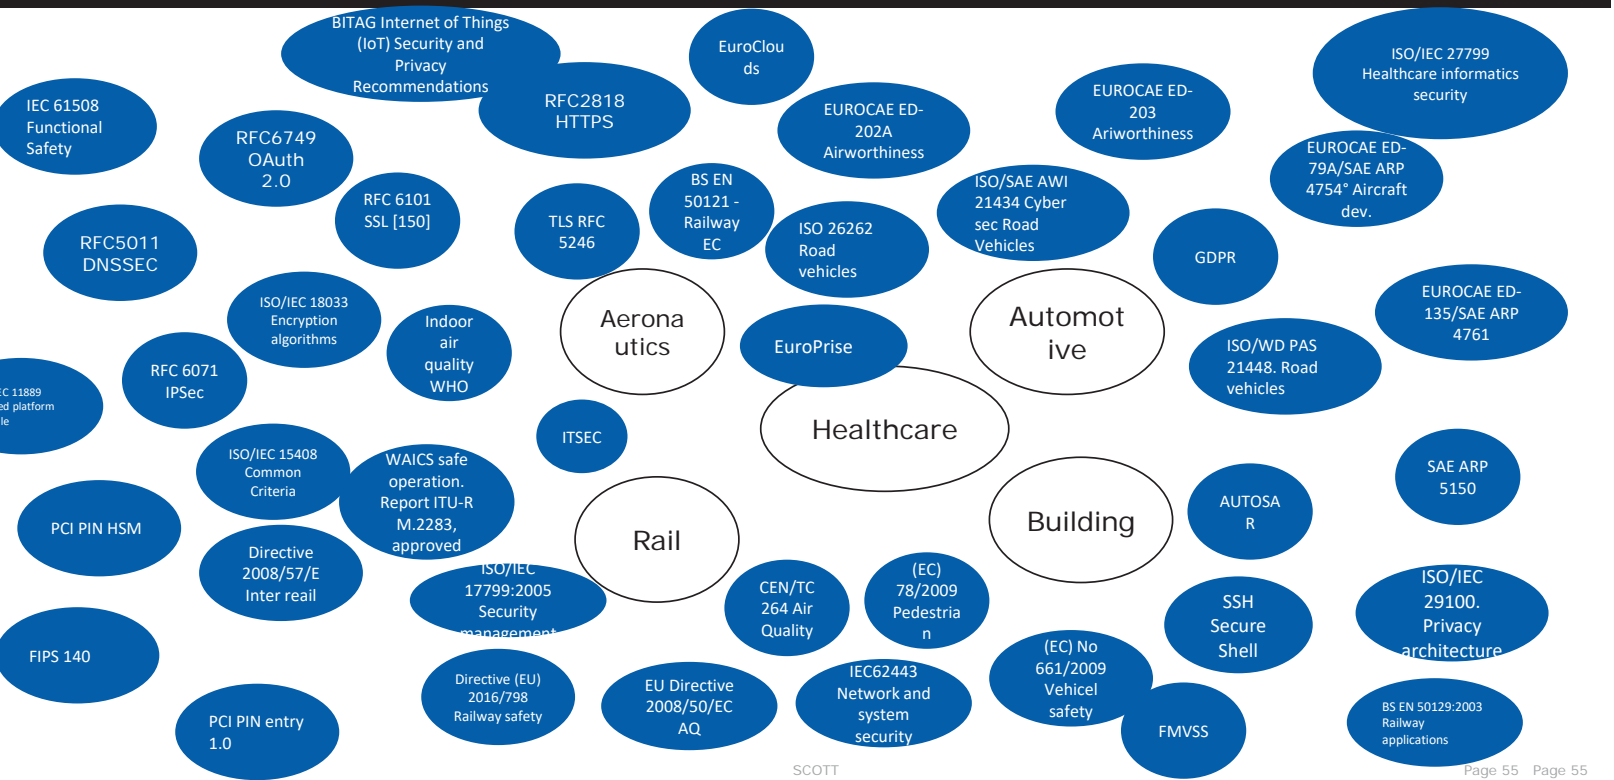 BITAG Internet of Things
(IoT) Security and
Privacy
Recommendations
EuroClou
ds
ISO/IEC 27799
Healthcare informatics
security
IEC 61508
Functional
Safety
RFC2818
HTTPS
EUROCAE ED-
202A
Airworthiness
EUROCAE ED-
203
Ariworthiness
RFC6749
OAuth
2.0
EUROCAE ED-
79A/SAE ARP
4754° Aircraft
dev.
RFC 6101
SSL [150]
TLS RFC
5246
BS EN
50121 -
Railway
EC
ISO 26262
Road
vehicles
ISO/SAE AWI
21434 Cyber
sec Road
Vehicles
RFC5011
DNSSEC
GDPR
ISO/IEC 18033
Encryption
algorithms
Indoor
air
quality
WHO
Aerona
utics
EuroPrise
Automot
ive
EUROCAE ED-
135/SAE ARP
4761
ISO/WD PAS
21448. Road
vehicles
RFC 6071
IPSec
EC 11889
ed platform
le
Healthcare
ITSEC
ISO/IEC 15408
Common
Criteria
WAICS safe
operation.
Report ITU-R
M.2283,
approved
SAE ARP
5150
PCI PIN HSM
Rail
Building
AUTOSA
R
Directive
2008/57/E
Inter reail
ISO/IEC
17799:2005
Security
management
CEN/TC
264 Air
Quality
(EC)
78/2009
Pedestria
n
SSH
Secure
Shell
ISO/IEC
29100.
Privacy
architecture
FIPS 140
Directive (EU)
2016/798
Railway safety
EU Directive
2008/50/EC
AQ
IEC62443
Network and
system
security
(EC) No
661/2009
Vehicel
safety
PCI PIN entry
1.0
FMVSS
BS EN 50129:2003
Railway
applications
SCOTT
Page 55 Page 55